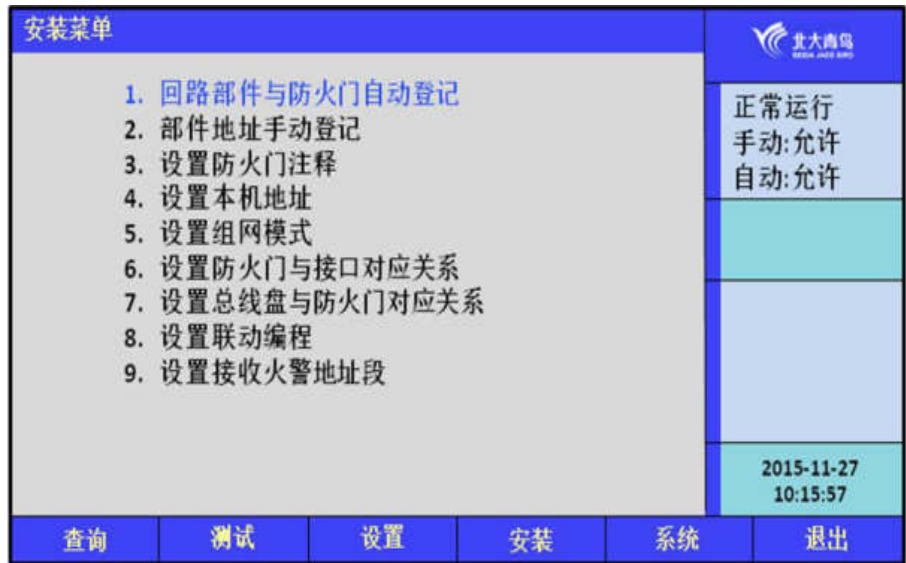 安装菜单
北大青鸟
BEIDA JADE BIRD
1. 回路部件与防火门自动登记
2. 部件地址手动登记
3. 设置防火门注释
4. 设置本机地址
5. 设置组网模式
6. 设置防火门与接口对应关系
7. 设置总线盘与防火门对应关系
8. 设置联动编程
9. 设置接收火警地址段
正常运行
手动:允许
自动:允许
2015-11-27
10:15:57
查询 测试 设置 安装 系统 退出